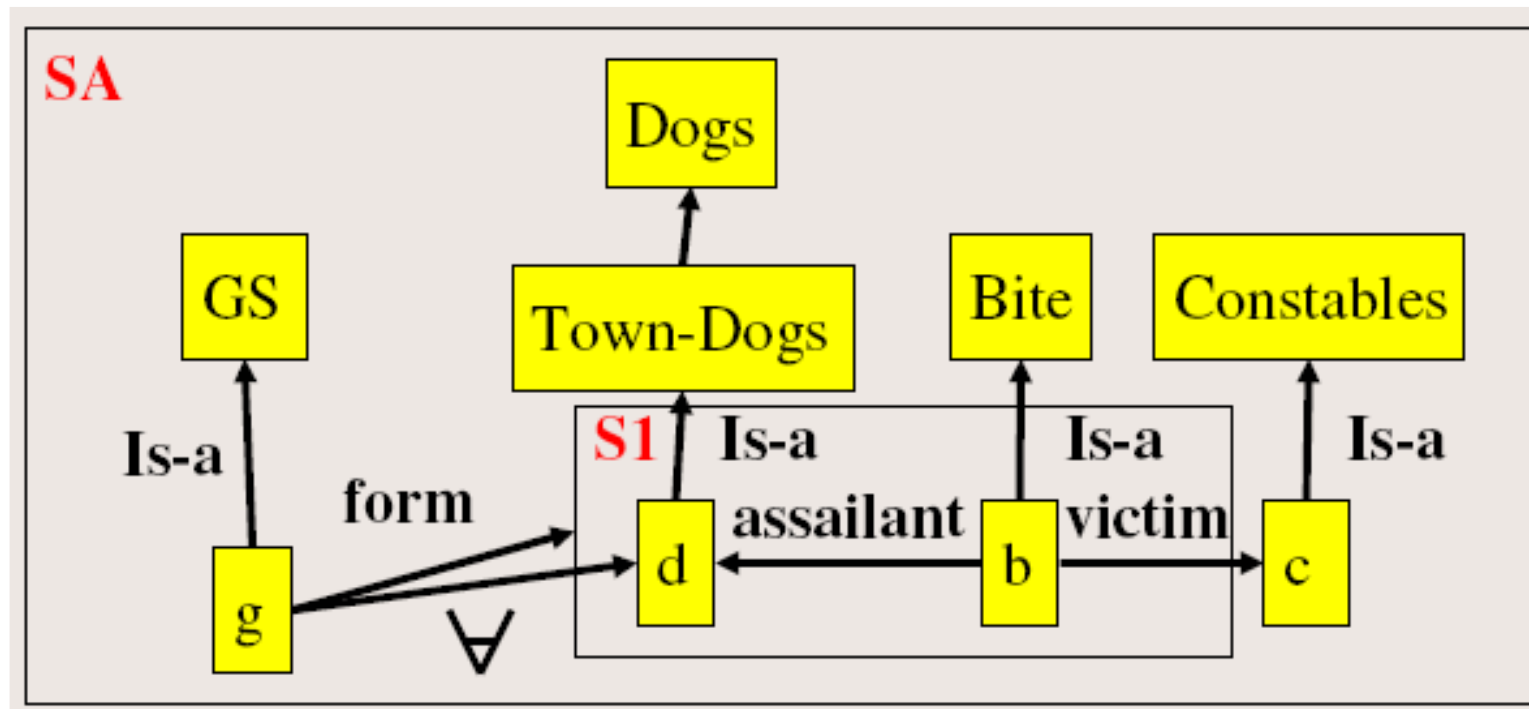 SA
Dogs
GS
Town-Dogs
Bite
Constables
Is-a
S1
Is-a
Is-a
Is-a
form
d
assailant
b
victim
c
g
∀